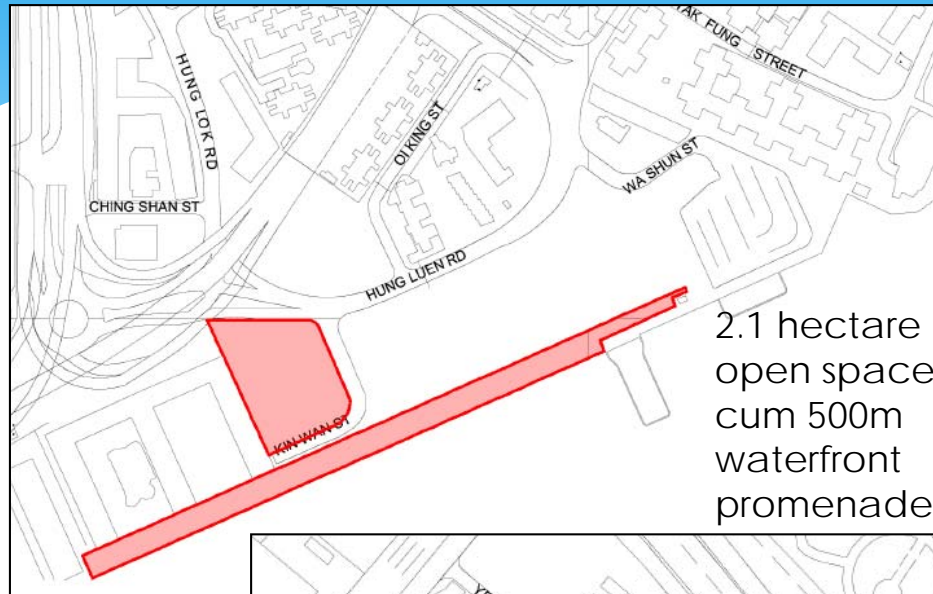 TAK FUNG STREET
HUNG LOK RD
OI KING ST
WA SHUN ST
CHING SHAN ST
HUNG LUEN RD
KIN WAN ST
2.1 hectare
open space
cum 500m
waterfront
promenade